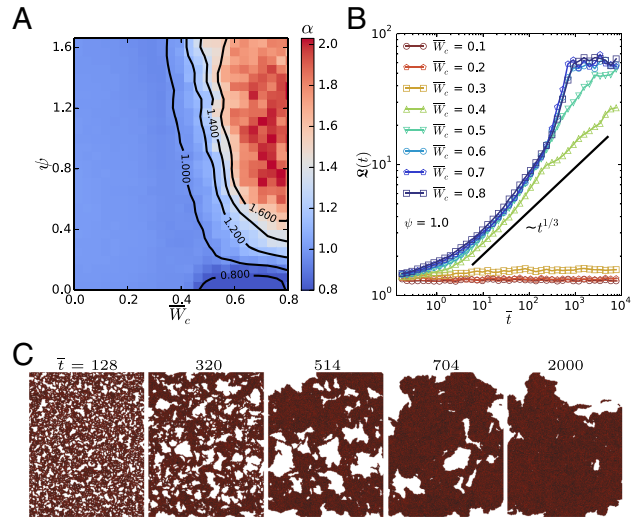 A
α
1.6
1.2
ψ
0.8
0.4
0.0
0.0
0.2
0.4
0.6
0.8
W̅c
1.000
1.400
1.200
1.600
0.800
2.0
1.8
1.6
1.4
1.2
1.0
0.8
B
10²
10¹
10⁰
𝔏(t)
W̅c = 0.1
W̅c = 0.2
W̅c = 0.3
W̅c = 0.4
W̅c = 0.5
W̅c = 0.6
W̅c = 0.7
W̅c = 0.8
ψ = 1.0
~t^1/3
10⁰ 10¹ 10² 10³ 10⁴
t̅
C
t̅ = 128 320 514 704 2000